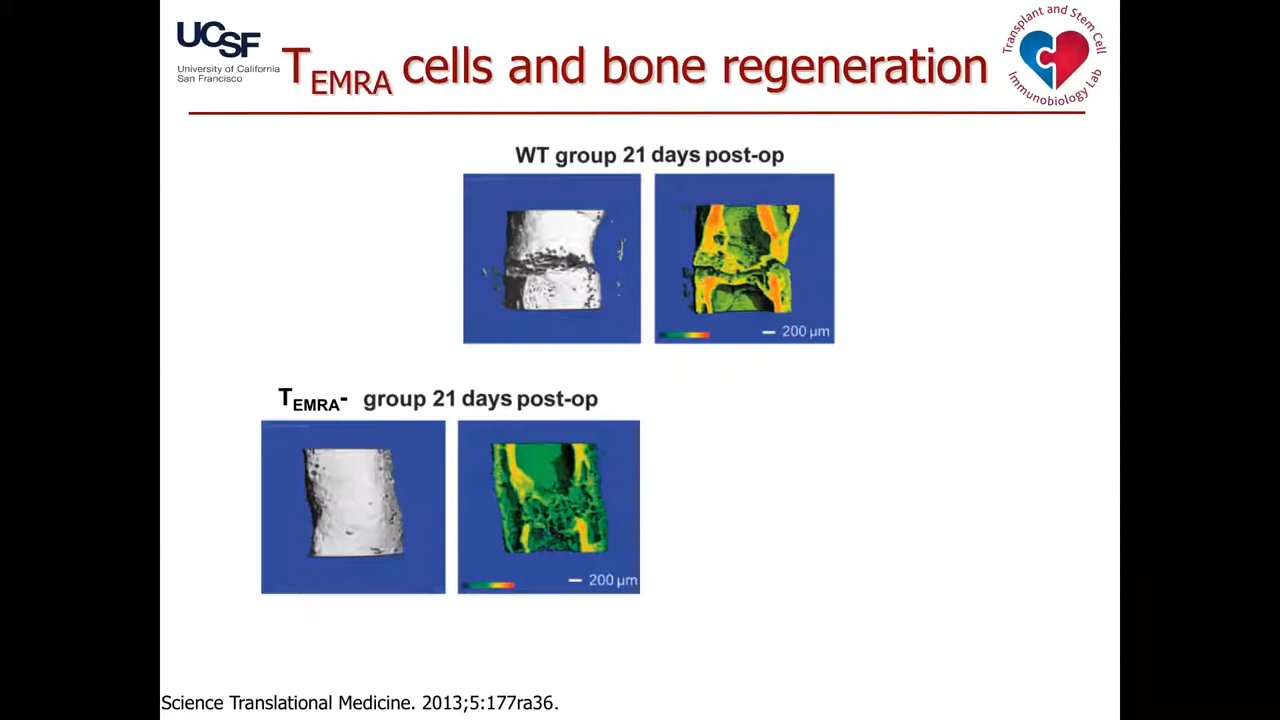 UCSF
University of California
San Francisco
TEMRA cells and bone regeneration
Transplant and Stem Cell
Immunobiology Lab
WT group 21 days post-op
200 µm
TEMRA- group 21 days post-op
200 µm
Science Translational Medicine. 2013;5:177ra36.